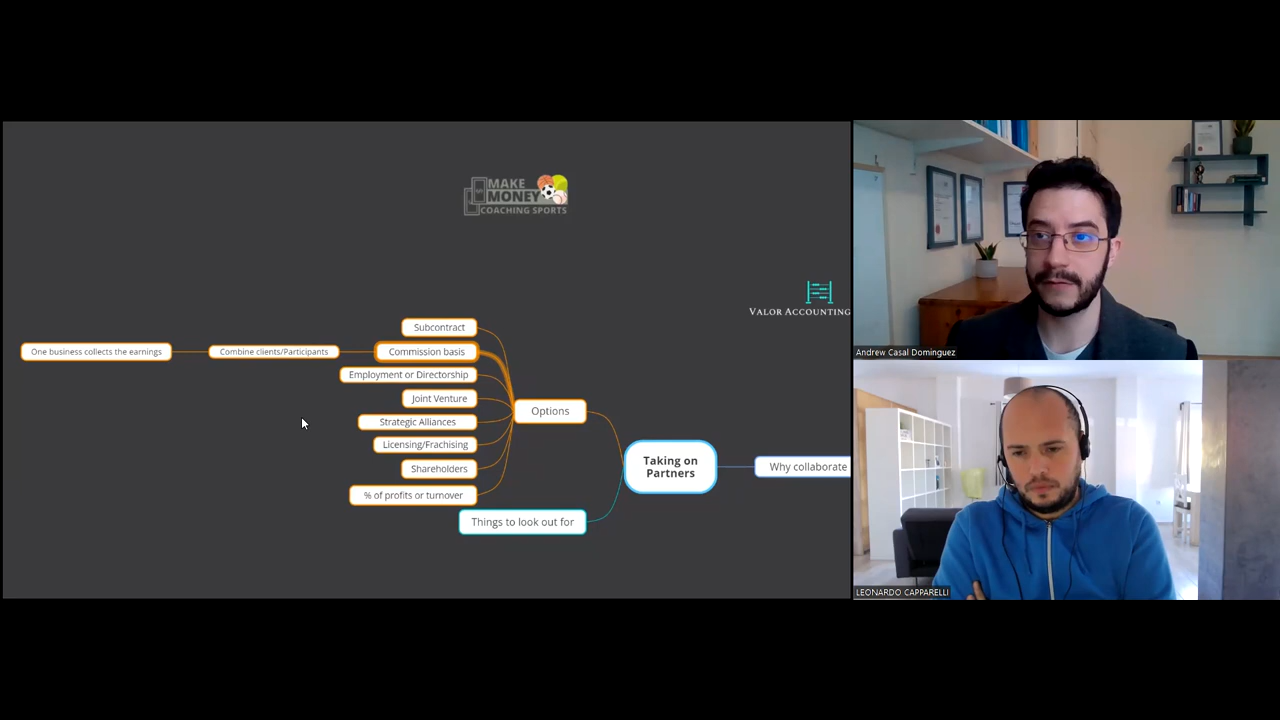 MAKE
MONEY
COACHING SPORTS
VALOR ACCOUNTING
Subcontract
One business collects the earnings
Combine clients/Participants
Commission basis
Employment or Directorship
Joint Venture
Strategic Alliances
Licensing/Frachising
Shareholders
% of profits or turnover
Options
Things to look out for
Taking on
Partners
Why collaborate
Andrew Casal Dominguez
LEONARDO CAPPARELLI